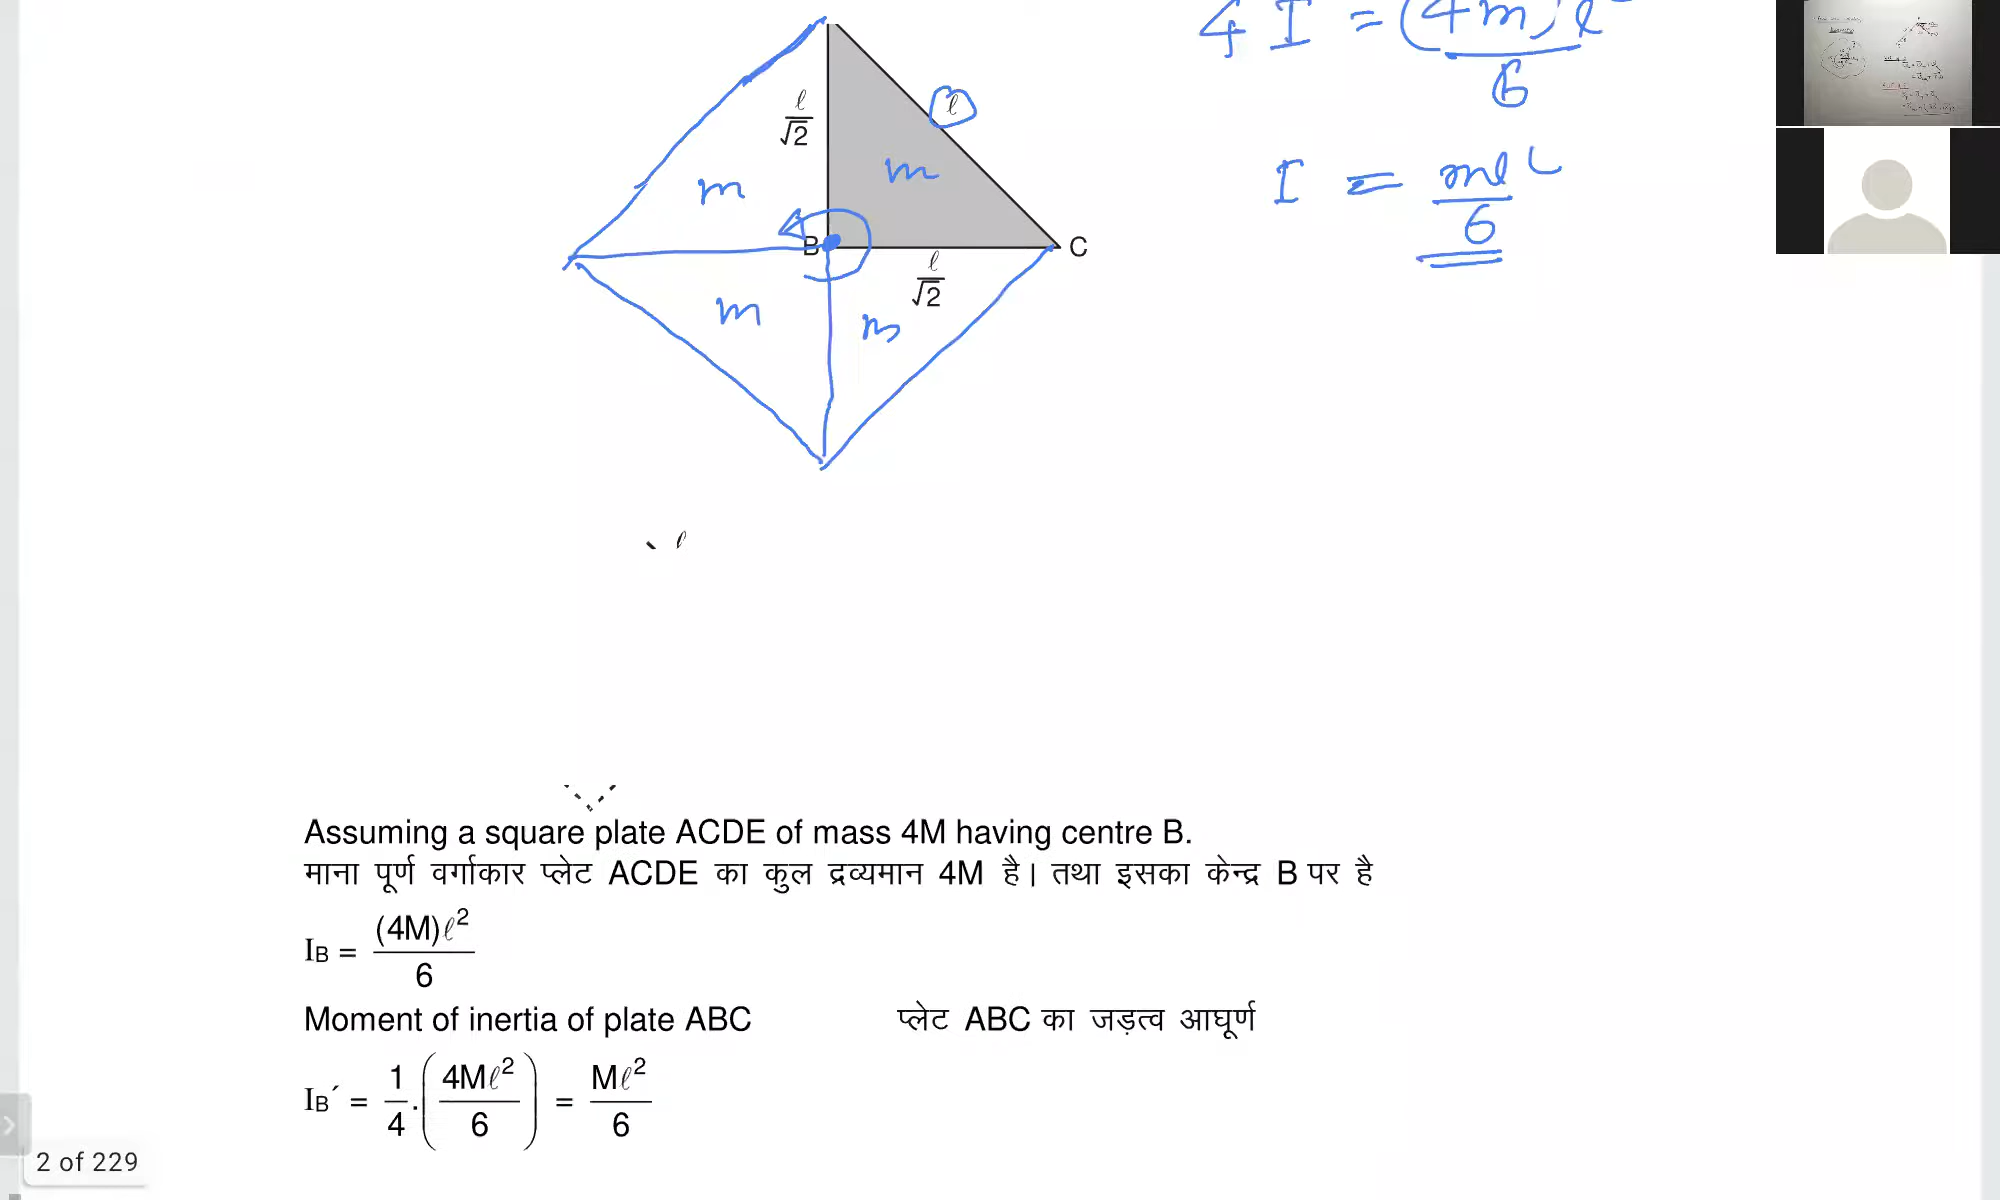 4 I = (4m) l
6
l
l
√2
m
m
I = ml²
6
B
C
l
√2
m
m
l
Assuming a square plate ACDE of mass 4M having centre B.
माना पूर्ण वर्गाकार प्लेट ACDE का कुल द्रव्यमान 4M है। तथा इसका केन्द्र B पर है
I_B = (4M)ℓ² / 6
Moment of inertia of plate ABC प्लेट ABC का जड़त्व आघूर्ण
I_B´ = 1/4 . (4Mℓ² / 6) = Mℓ² / 6
2 of 229